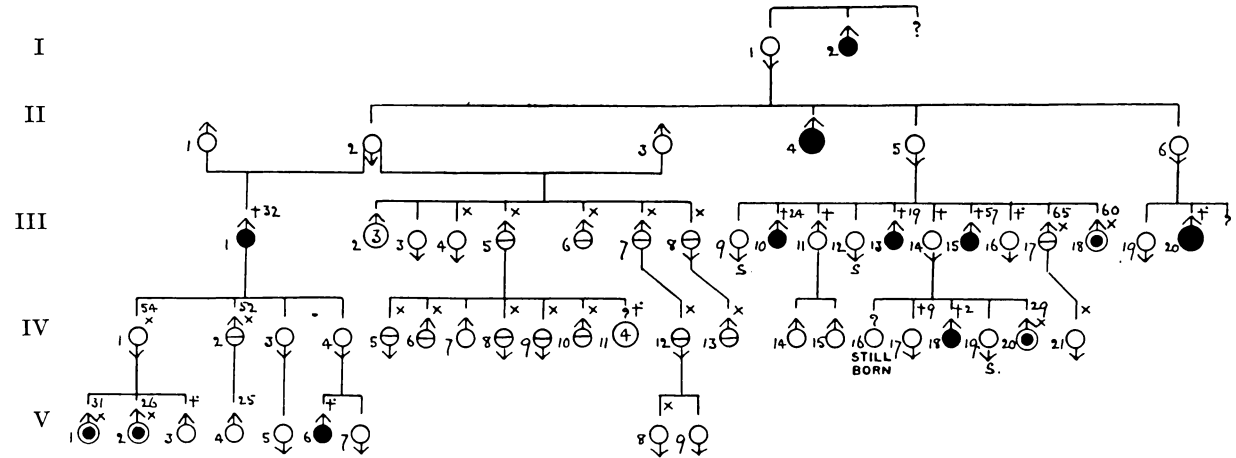 ?
I
1 2
II
1 2 3 4 5 6
+32 x x x x x +24 + +19 + +57 + 65 x 60 x + ?
III
1 2 3 3 4 5 6 7 8 9 10 11 12 13 14 15 16 17 18 19 20
S. S
54 x 52 x x x x x x + x x ? +9 +2 29 x x
IV
1 2 3 4 5 6 7 8 9 10 11 4 12 13 14 15 16 17 18 19 20 21
STILL BORN S.
31 x 26 x + 25 + x
V
1 2 3 4 5 6 7 8 9